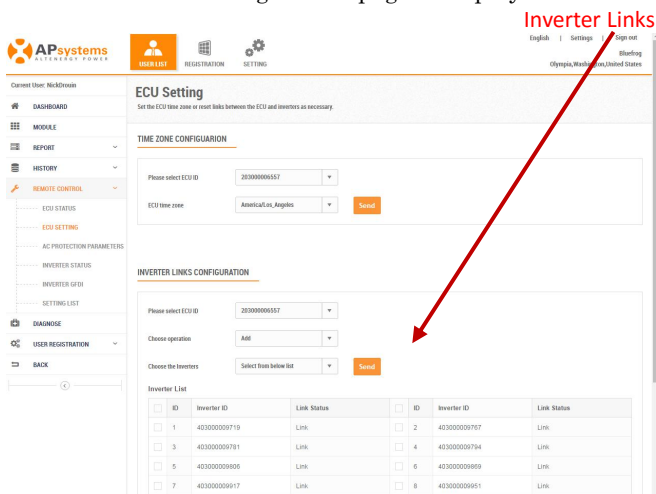 Inverter Links
APsystems
ALTENERGY POWER
USER LIST
REGISTRATION
SETTING
English | Settings | Sign out
Bluefrog
Olympia,Washington,United States
Current User: NickDrouin
DASHBOARD
MODULE
REPORT
HISTORY
REMOTE CONTROL
ECU STATUS
ECU SETTING
AC PROTECTION PARAMETERS
INVERTER STATUS
INVERTER GFDI
SETTING LIST
DIAGNOSE
USER REGISTRATION
BACK
ECU Setting
Set the ECU time zone or reset links between the ECU and inverters as necessary.
TIME ZONE CONFIGUARION
Please select ECU ID 203000006557
ECU time zone America/Los_Angeles Send
INVERTER LINKS CONFIGURATION
Please select ECU ID 203000006557
Choose operation Add
Choose the Inverters Select from below list Send
Inverter List
ID Inverter ID Link Status ID Inverter ID Link Status
1 403000009719 Link 2 403000009767 Link
3 403000009781 Link 4 403000009794 Link
5 403000009806 Link 6 403000009869 Link
7 403000009917 Link 8 403000009951 Link